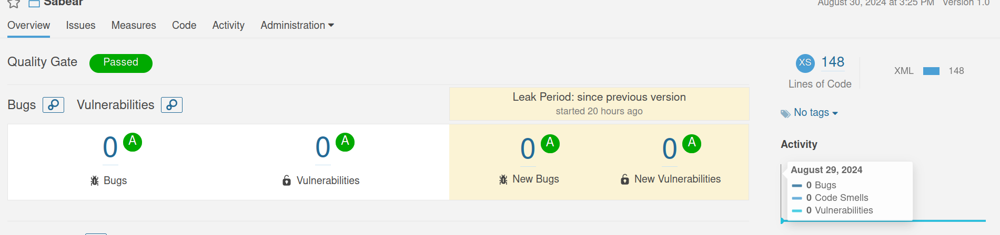 Sabear
August 30, 2024 at 3:25 PM Version 1.0
Overview Issues Measures Code Activity Administration
Quality Gate Passed
XS 148
Lines of Code
XML 148
Bugs Vulnerabilities
Leak Period: since previous version
started 20 hours ago
No tags
0 A
Bugs
0 A
Vulnerabilities
0 A
New Bugs
0 A
New Vulnerabilities
Activity
August 29, 2024
0 Bugs
0 Code Smells
0 Vulnerabilities